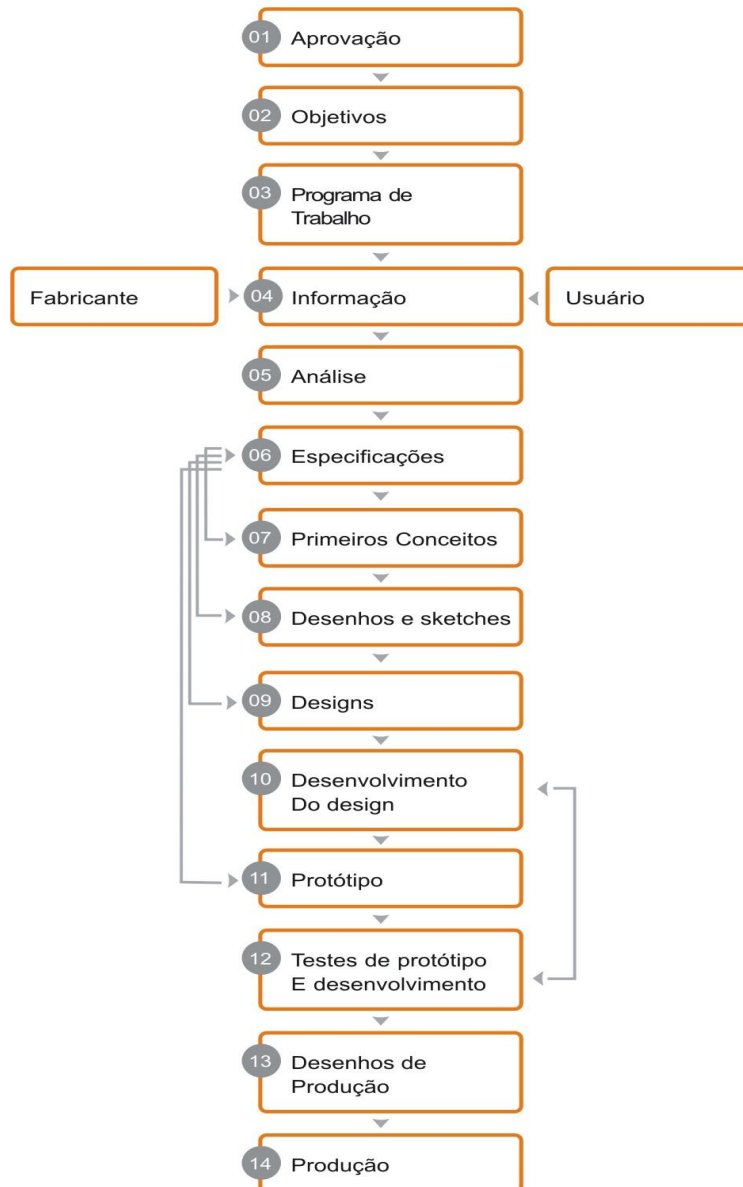 01 Aprovação
02 Objetivos
03 Programa de
Trabalho
Fabricante
04 Informação
Usuário
05 Análise
06 Especificações
07 Primeiros Conceitos
08 Desenhos e sketches
09 Designs
10 Desenvolvimento
Do design
11 Protótipo
12 Testes de protótipo
E desenvolvimento
13 Desenhos de
Produção
14 Produção